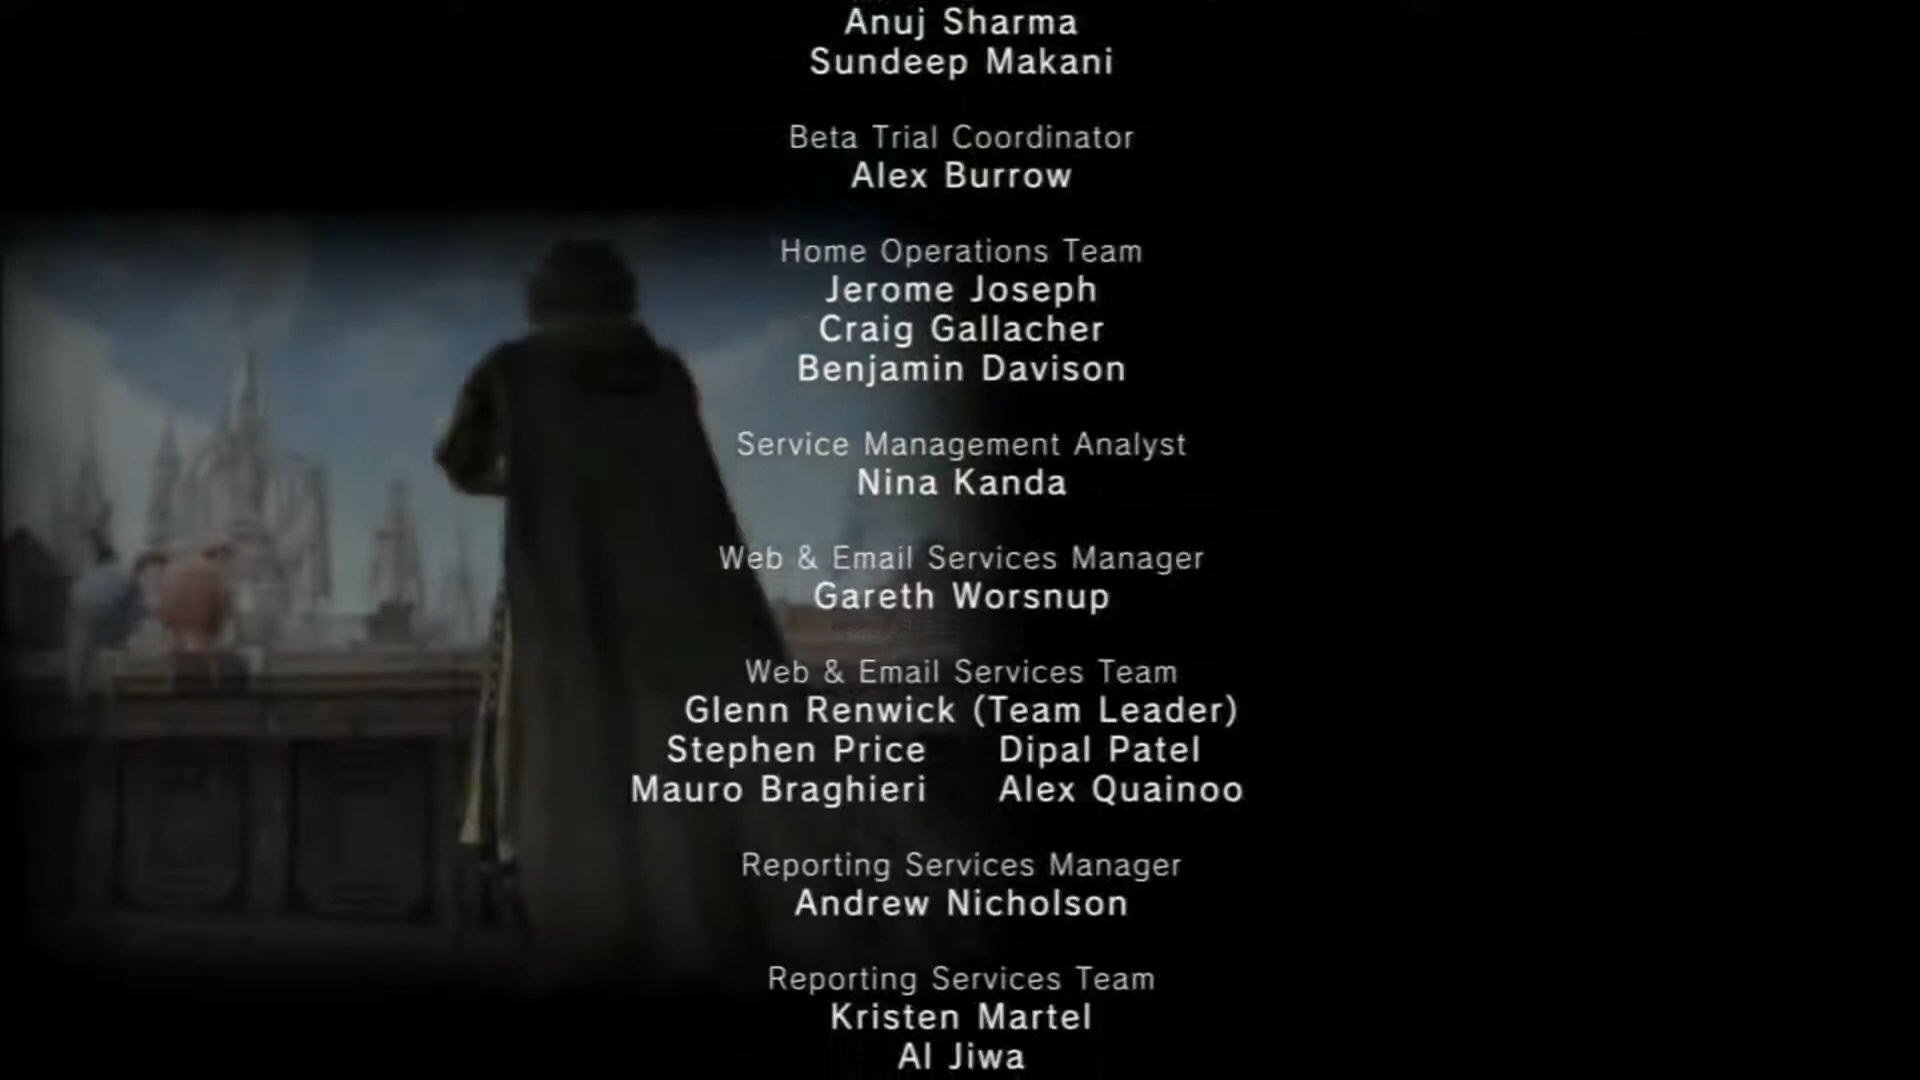 Anuj Sharma
Sundeep Makani
Beta Trial Coordinator
Alex Burrow
Home Operations Team
Jerome Joseph
Craig Gallacher
Benjamin Davison
Service Management Analyst
Nina Kanda
Web & Email Services Manager
Gareth Worsnup
Web & Email Services Team
Glenn Renwick (Team Leader)
Stephen Price Dipal Patel
Mauro Braghieri Alex Quainoo
Reporting Services Manager
Andrew Nicholson
Reporting Services Team
Kristen Martel
Al Jiwa